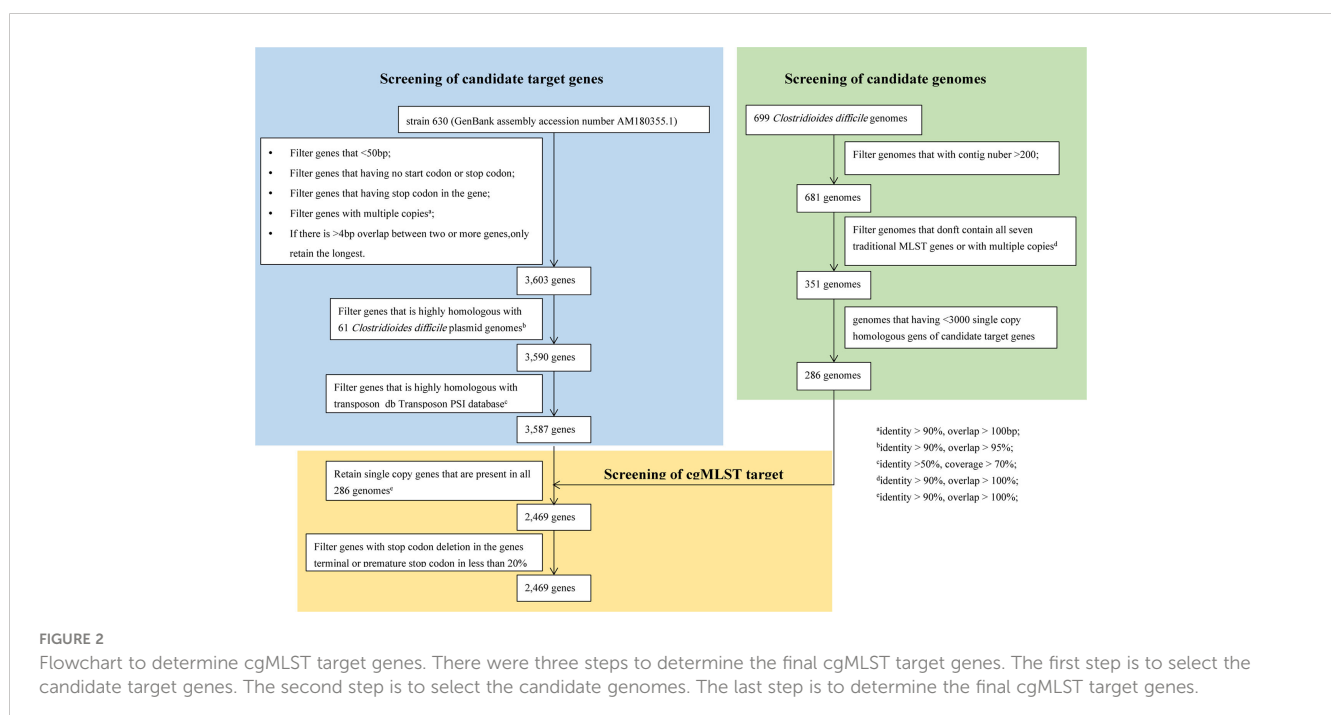 Screening of candidate target genes
strain 630 (GenBank assembly accession number AM180355.1)
• Filter genes that <50bp;
• Filter genes that having no start codon or stop codon;
• Filter genes that having stop codon in the gene;
• Filter genes with multiple copiesᵃ;
• If there is >4bp overlap between two or more genes,only
retain the longest.
3,603 genes
Filter genes that is highly homologous with
61 Clostridioides difficile plasmid genomesᵇ
3,590 genes
Filter genes that is highly homologous with
transposon_db Transposon PSI databaseᶜ
3,587 genes
Screening of candidate genomes
699 Clostridioides difficile genomes
Filter genomes that with contig nuber >200;
681 genomes
Filter genomes that donft contain all seven
traditional MLST genes or with multiple copiesᵈ
351 genomes
genomes that having <3000 single copy
homologous gens of candidate target genes
286 genomes
ᵃidentity > 90%, overlap > 100bp;
ᵇidentity > 90%, overlap > 95%;
ᶜidentity >50%, coverage > 70%;
ᵈidentity > 90%, overlap > 100%;
ᵉidentity > 90%, overlap > 100%;
Screening of cgMLST target
Retain single copy genes that are present in all
286 genomesᵉ
2,469 genes
Filter genes with stop codon deletion in the genes
terminal or premature stop codon in less than 20%
2,469 genes
FIGURE 2
Flowchart to determine cgMLST target genes. There were three steps to determine the final cgMLST target genes. The first step is to select the
candidate target genes. The second step is to select the candidate genomes. The last step is to determine the final cgMLST target genes.